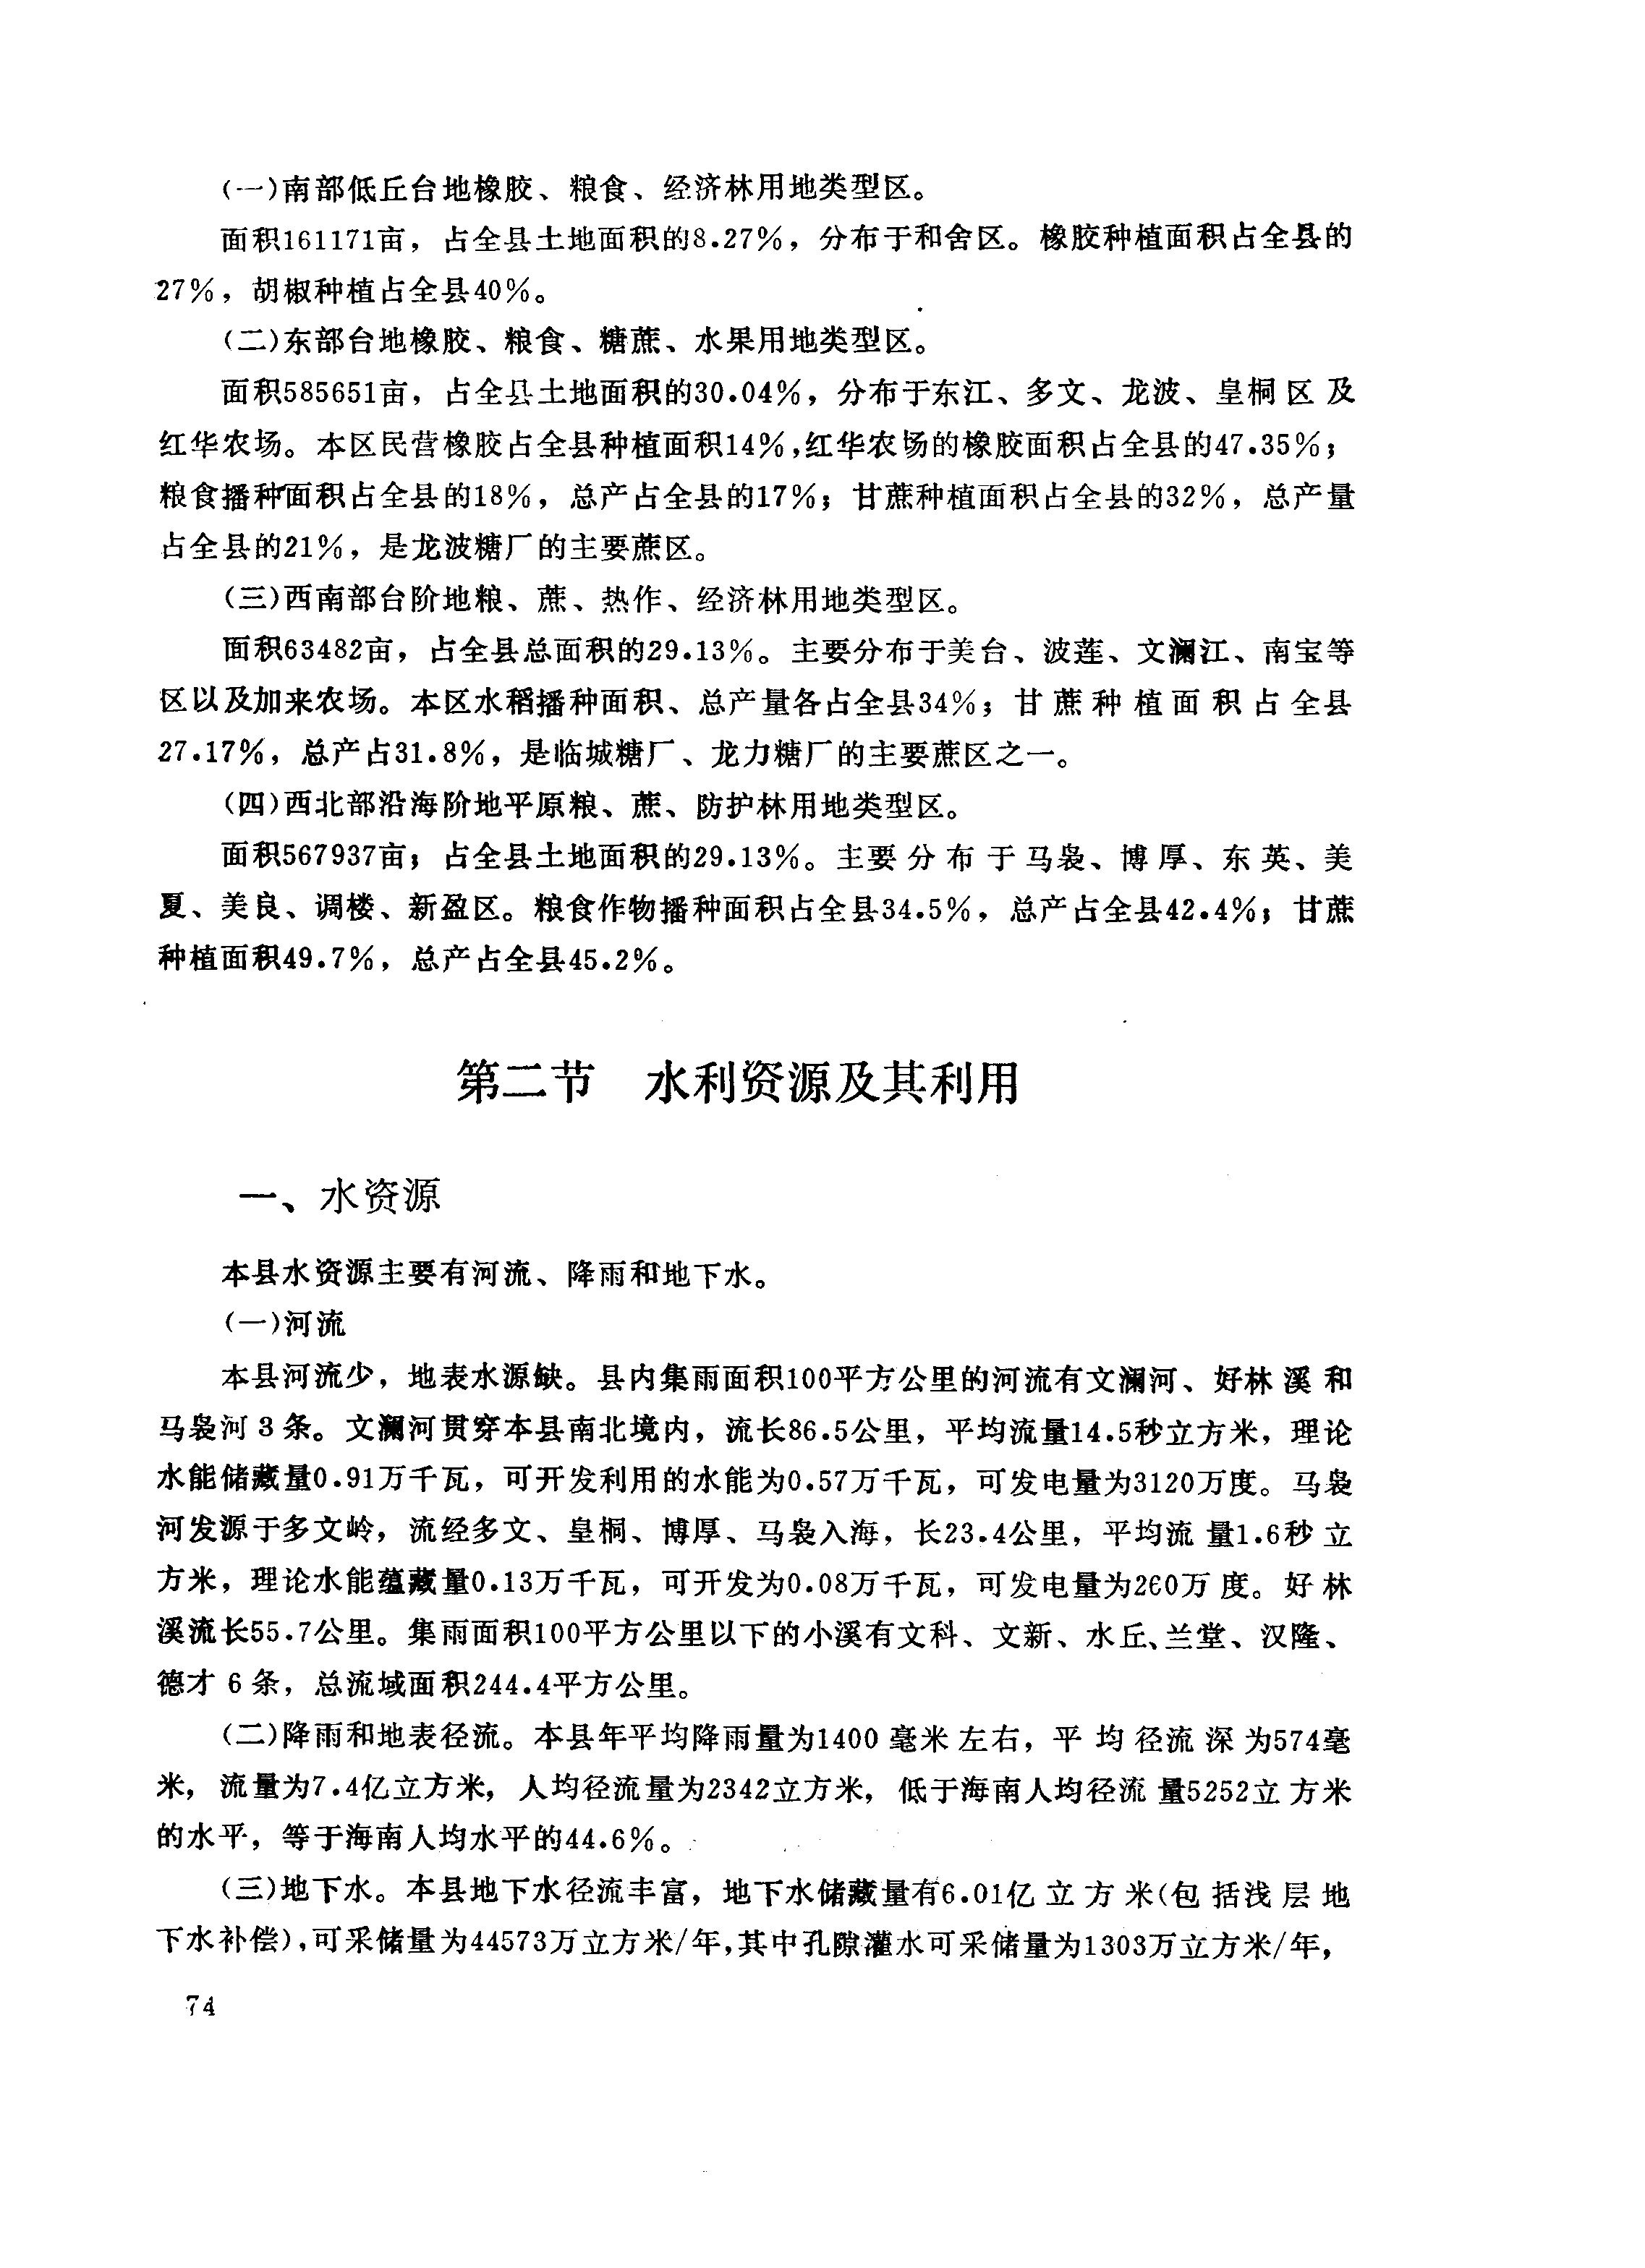 (一)南部低丘台地橡胶、粮食、经济林用地类型区。
面积161171亩，占全县土地面积的8.27%，分布于和舍区。橡胶种植面积占全县的
27%，胡椒种植占全县40%。
(二)东部台地橡胶、粮食、糖蔗、水果用地类型区。
面积585651亩，占全县土地面积的30.04%，分布于东江、多文、龙波、皇桐区及
红华农场。本区民营橡胶占全县种植面积14%,红华农场的橡胶面积占全县的47.35%；
粮食播种面积占全县的18%，总产占全县的17%；甘蔗种植面积占全县的32%，总产量
占全县的21%，是龙波糖厂的主要蔗区。
(三)西南部台阶地粮、蔗、热作、经济林用地类型区。
面积63482亩，占全县总面积的29.13%。主要分布于美台、波莲、文澜江、南宝等
区以及加来农场。本区水稻播种面积、总产量各占全县34%；甘蔗种植面积占全县
27.17%，总产占31.8%，是临城糖厂、龙力糖厂的主要蔗区之一。
(四)西北部沿海阶地平原粮、蔗、防护林用地类型区。
面积567937亩；占全县土地面积的29.13%。主要分布于马袅、博厚、东英、美
夏、美良、调楼、新盈区。粮食作物播种面积占全县34.5%，总产占全县42.4%；甘蔗
种植面积49.7%，总产占全县45.2%。
第二节　水利资源及其利用
一、水资源
本县水资源主要有河流、降雨和地下水。
(一)河流
本县河流少，地表水源缺。县内集雨面积100平方公里的河流有文澜河、好林溪和
马袅河3条。文澜河贯穿本县南北境内，流长86.5公里，平均流量14.5秒立方米，理论
水能储藏量0.91万千瓦，可开发利用的水能为0.57万千瓦，可发电量为3120万度。马袅
河发源于多文岭，流经多文、皇桐、博厚、马袅入海，长23.4公里，平均流量1.6秒立
方米，理论水能蕴藏量0.13万千瓦，可开发为0.08万千瓦，可发电量为260万度。好林
溪流长55.7公里。集雨面积100平方公里以下的小溪有文科、文新、水丘、兰堂、汉隆、
德才6条，总流域面积244.4平方公里。
(二)降雨和地表径流。本县年平均降雨量为1400毫米左右，平均径流深为574毫
米，流量为7.4亿立方米，人均径流量为2342立方米，低于海南人均径流量5252立方米
的水平，等于海南人均水平的44.6%。
(三)地下水。本县地下水径流丰富，地下水储藏量有6.01亿立方米(包括浅层地
下水补偿),可采储量为44573万立方米/年,其中孔隙灌水可采储量为1303万立方米/年，
74